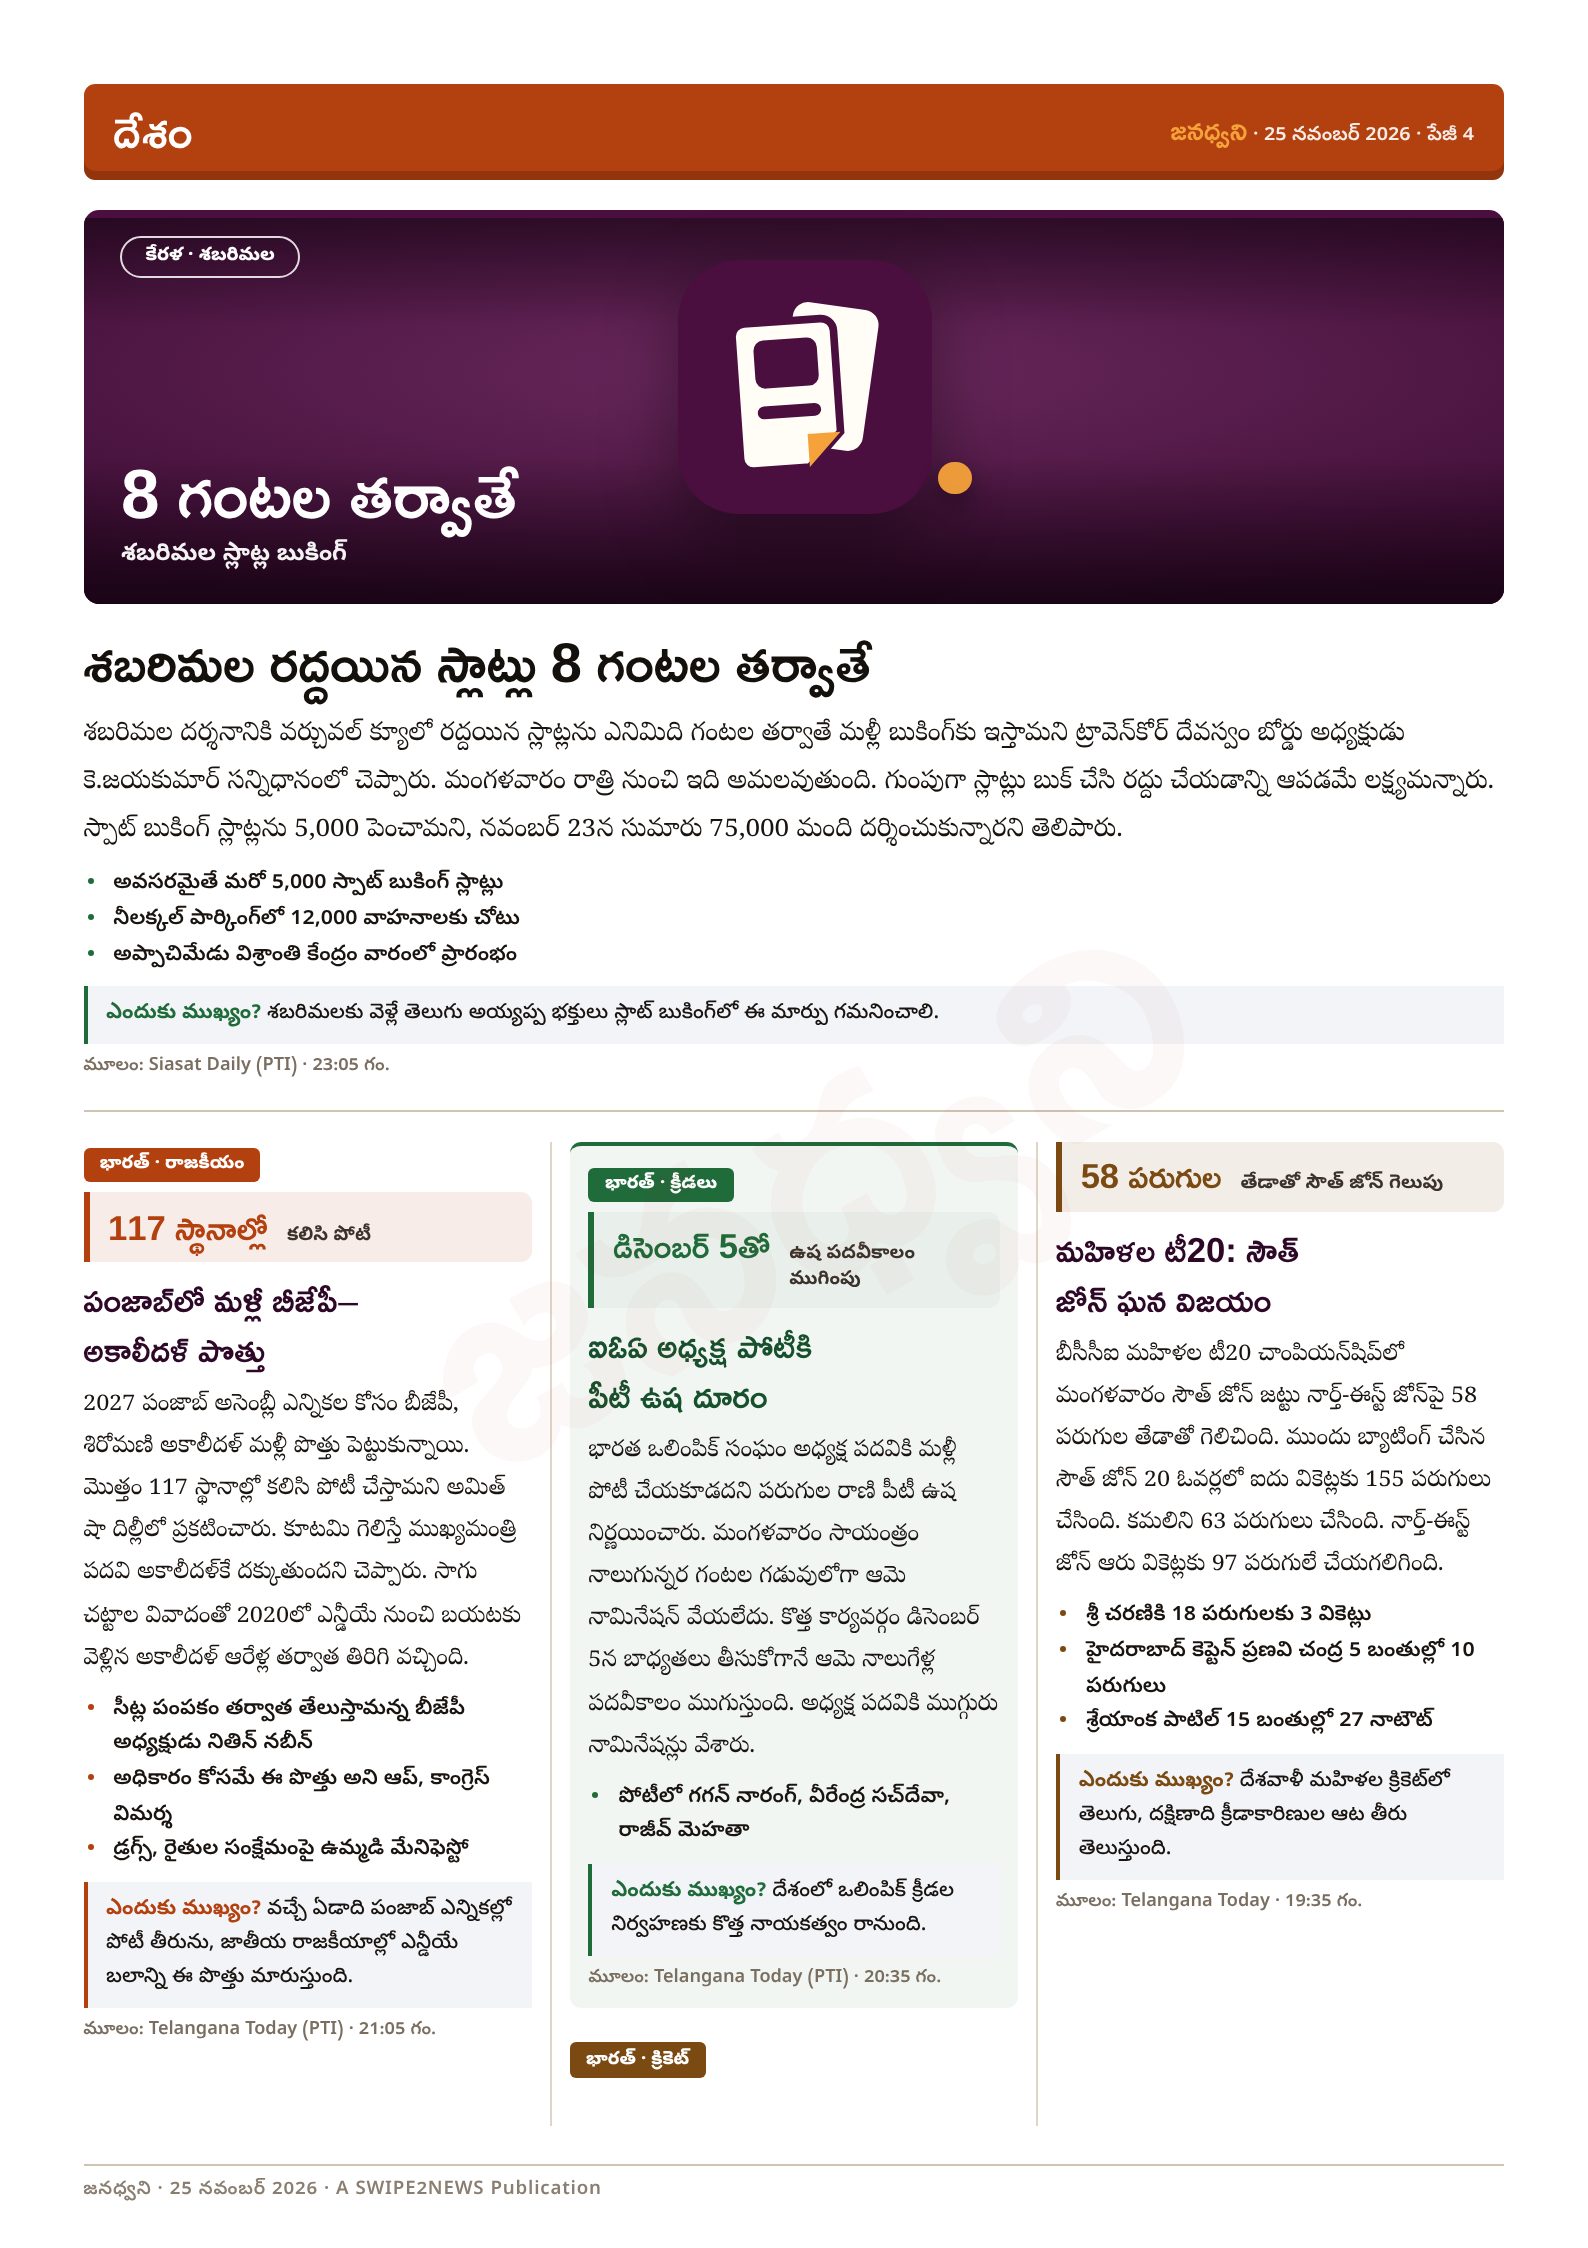 దేశం
జనధ్వని · 25 నవంబర్ 2026 · పేజీ 4
కేరళ · శబరిమల
8 గంటల తర్వాతే
శబరిమల స్లాట్ల బుకింగ్
శబరిమల రద్దయిన స్లాట్లు 8 గంటల తర్వాతే
శబరిమల దర్శనానికి వర్చువల్ క్యూలో రద్దయిన స్లాట్లను ఎనిమిది గంటల తర్వాతే మళ్లీ బుకింగ్‌కు ఇస్తామని ట్రావెన్‌కోర్ దేవస్వం బోర్డు అధ్యక్షుడు
కె.జయకుమార్ సన్నిధానంలో చెప్పారు. మంగళవారం రాత్రి నుంచి ఇది అమలవుతుంది. గుంపుగా స్లాట్లు బుక్ చేసి రద్దు చేయడాన్ని ఆపడమే లక్ష్యమన్నారు.
స్పాట్ బుకింగ్ స్లాట్లను 5,000 పెంచామని, నవంబర్ 23న సుమారు 75,000 మంది దర్శించుకున్నారని తెలిపారు.
• అవసరమైతే మరో 5,000 స్పాట్ బుకింగ్ స్లాట్లు
• నీలక్కల్ పార్కింగ్‌లో 12,000 వాహనాలకు చోటు
• అప్పాచిమేడు విశ్రాంతి కేంద్రం వారంలో ప్రారంభం
ఎందుకు ముఖ్యం? శబరిమలకు వెళ్లే తెలుగు అయ్యప్ప భక్తులు స్లాట్ బుకింగ్‌లో ఈ మార్పు గమనించాలి.
మూలం: Siasat Daily (PTI) · 23:05 గం.
భారత్ · రాజకీయం
117 స్థానాల్లో కలిసి పోటీ
పంజాబ్‌లో మళ్లీ బీజేపీ–
అకాలీదళ్ పొత్తు
2027 పంజాబ్ అసెంబ్లీ ఎన్నికల కోసం బీజేపీ,
శిరోమణి అకాలీదళ్ మళ్లీ పొత్తు పెట్టుకున్నాయి.
మొత్తం 117 స్థానాల్లో కలిసి పోటీ చేస్తామని అమిత్
షా దిల్లీలో ప్రకటించారు. కూటమి గెలిస్తే ముఖ్యమంత్రి
పదవి అకాలీదళ్‌కే దక్కుతుందని చెప్పారు. సాగు
చట్టాల వివాదంతో 2020లో ఎన్డీయే నుంచి బయటకు
వెళ్లిన అకాలీదళ్ ఆరేళ్ల తర్వాత తిరిగి వచ్చింది.
• సీట్ల పంపకం తర్వాత తేలుస్తామన్న బీజేపీ
అధ్యక్షుడు నితిన్ నబీన్
• అధికారం కోసమే ఈ పొత్తు అని ఆప్, కాంగ్రెస్
విమర్శ
• డ్రగ్స్, రైతుల సంక్షేమంపై ఉమ్మడి మేనిఫెస్టో
ఎందుకు ముఖ్యం? వచ్చే ఏడాది పంజాబ్ ఎన్నికల్లో
పోటీ తీరును, జాతీయ రాజకీయాల్లో ఎన్డీయే
బలాన్ని ఈ పొత్తు మారుస్తుంది.
మూలం: Telangana Today (PTI) · 21:05 గం.
భారత్ · క్రీడలు
డిసెంబర్ 5తో ఉష పదవీకాలం
ముగింపు
ఐఓఏ అధ్యక్ష పోటీకి
పీటీ ఉష దూరం
భారత ఒలింపిక్ సంఘం అధ్యక్ష పదవికి మళ్లీ
పోటీ చేయకూడదని పరుగుల రాణి పీటీ ఉష
నిర్ణయించారు. మంగళవారం సాయంత్రం
నాలుగున్నర గంటల గడువులోగా ఆమె
నామినేషన్ వేయలేదు. కొత్త కార్యవర్గం డిసెంబర్
5న బాధ్యతలు తీసుకోగానే ఆమె నాలుగేళ్ల
పదవీకాలం ముగుస్తుంది. అధ్యక్ష పదవికి ముగ్గురు
నామినేషన్లు వేశారు.
• పోటీలో గగన్ నారంగ్, వీరేంద్ర సచ్‌దేవా,
రాజీవ్ మెహతా
ఎందుకు ముఖ్యం? దేశంలో ఒలింపిక్ క్రీడల
నిర్వహణకు కొత్త నాయకత్వం రానుంది.
మూలం: Telangana Today (PTI) · 20:35 గం.
భారత్ · క్రికెట్
58 పరుగుల తేడాతో సౌత్ జోన్ గెలుపు
మహిళల టీ20: సౌత్
జోన్ ఘన విజయం
బీసీసీఐ మహిళల టీ20 చాంపియన్‌షిప్‌లో
మంగళవారం సౌత్ జోన్ జట్టు నార్త్-ఈస్ట్ జోన్‌పై 58
పరుగుల తేడాతో గెలిచింది. ముందు బ్యాటింగ్ చేసిన
సౌత్ జోన్ 20 ఓవర్లలో ఐదు వికెట్లకు 155 పరుగులు
చేసింది. కమలిని 63 పరుగులు చేసింది. నార్త్-ఈస్ట్
జోన్ ఆరు వికెట్లకు 97 పరుగులే చేయగలిగింది.
• శ్రీ చరణికి 18 పరుగులకు 3 వికెట్లు
• హైదరాబాద్ కెప్టెన్ ప్రణవి చంద్ర 5 బంతుల్లో 10
పరుగులు
• శ్రేయాంక పాటిల్ 15 బంతుల్లో 27 నాటౌట్
ఎందుకు ముఖ్యం? దేశవాళీ మహిళల క్రికెట్‌లో
తెలుగు, దక్షిణాది క్రీడాకారిణుల ఆట తీరు
తెలుస్తుంది.
మూలం: Telangana Today · 19:35 గం.
జనధ్వని
జనధ్వని · 25 నవంబర్ 2026 · A SWIPE2NEWS Publication